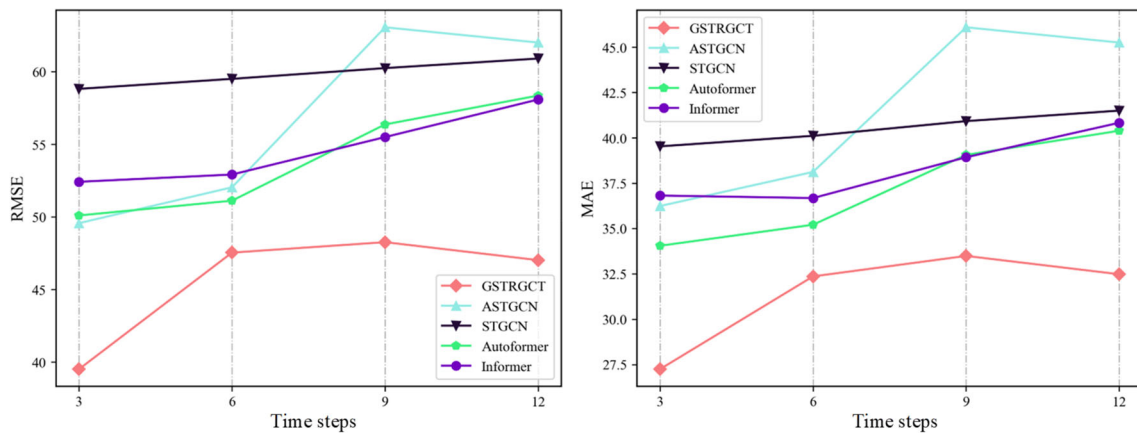 RMSE
60
55
50
45
40
3
6
9
12
Time steps
GSTRGCT
ASTGCN
STGCN
Autoformer
Informer
MAE
45.0
42.5
40.0
37.5
35.0
32.5
30.0
27.5
3
6
9
12
Time steps
GSTRGCT
ASTGCN
STGCN
Autoformer
Informer